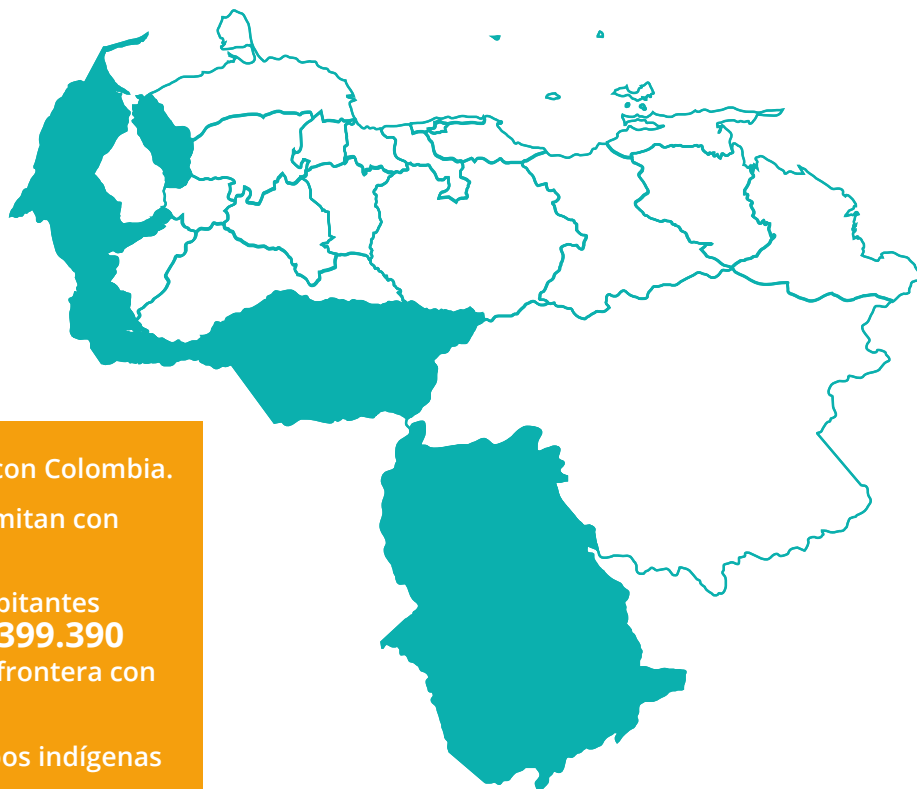 con Colombia.
mitan con
bitantes
399.390
frontera con
os indígenas